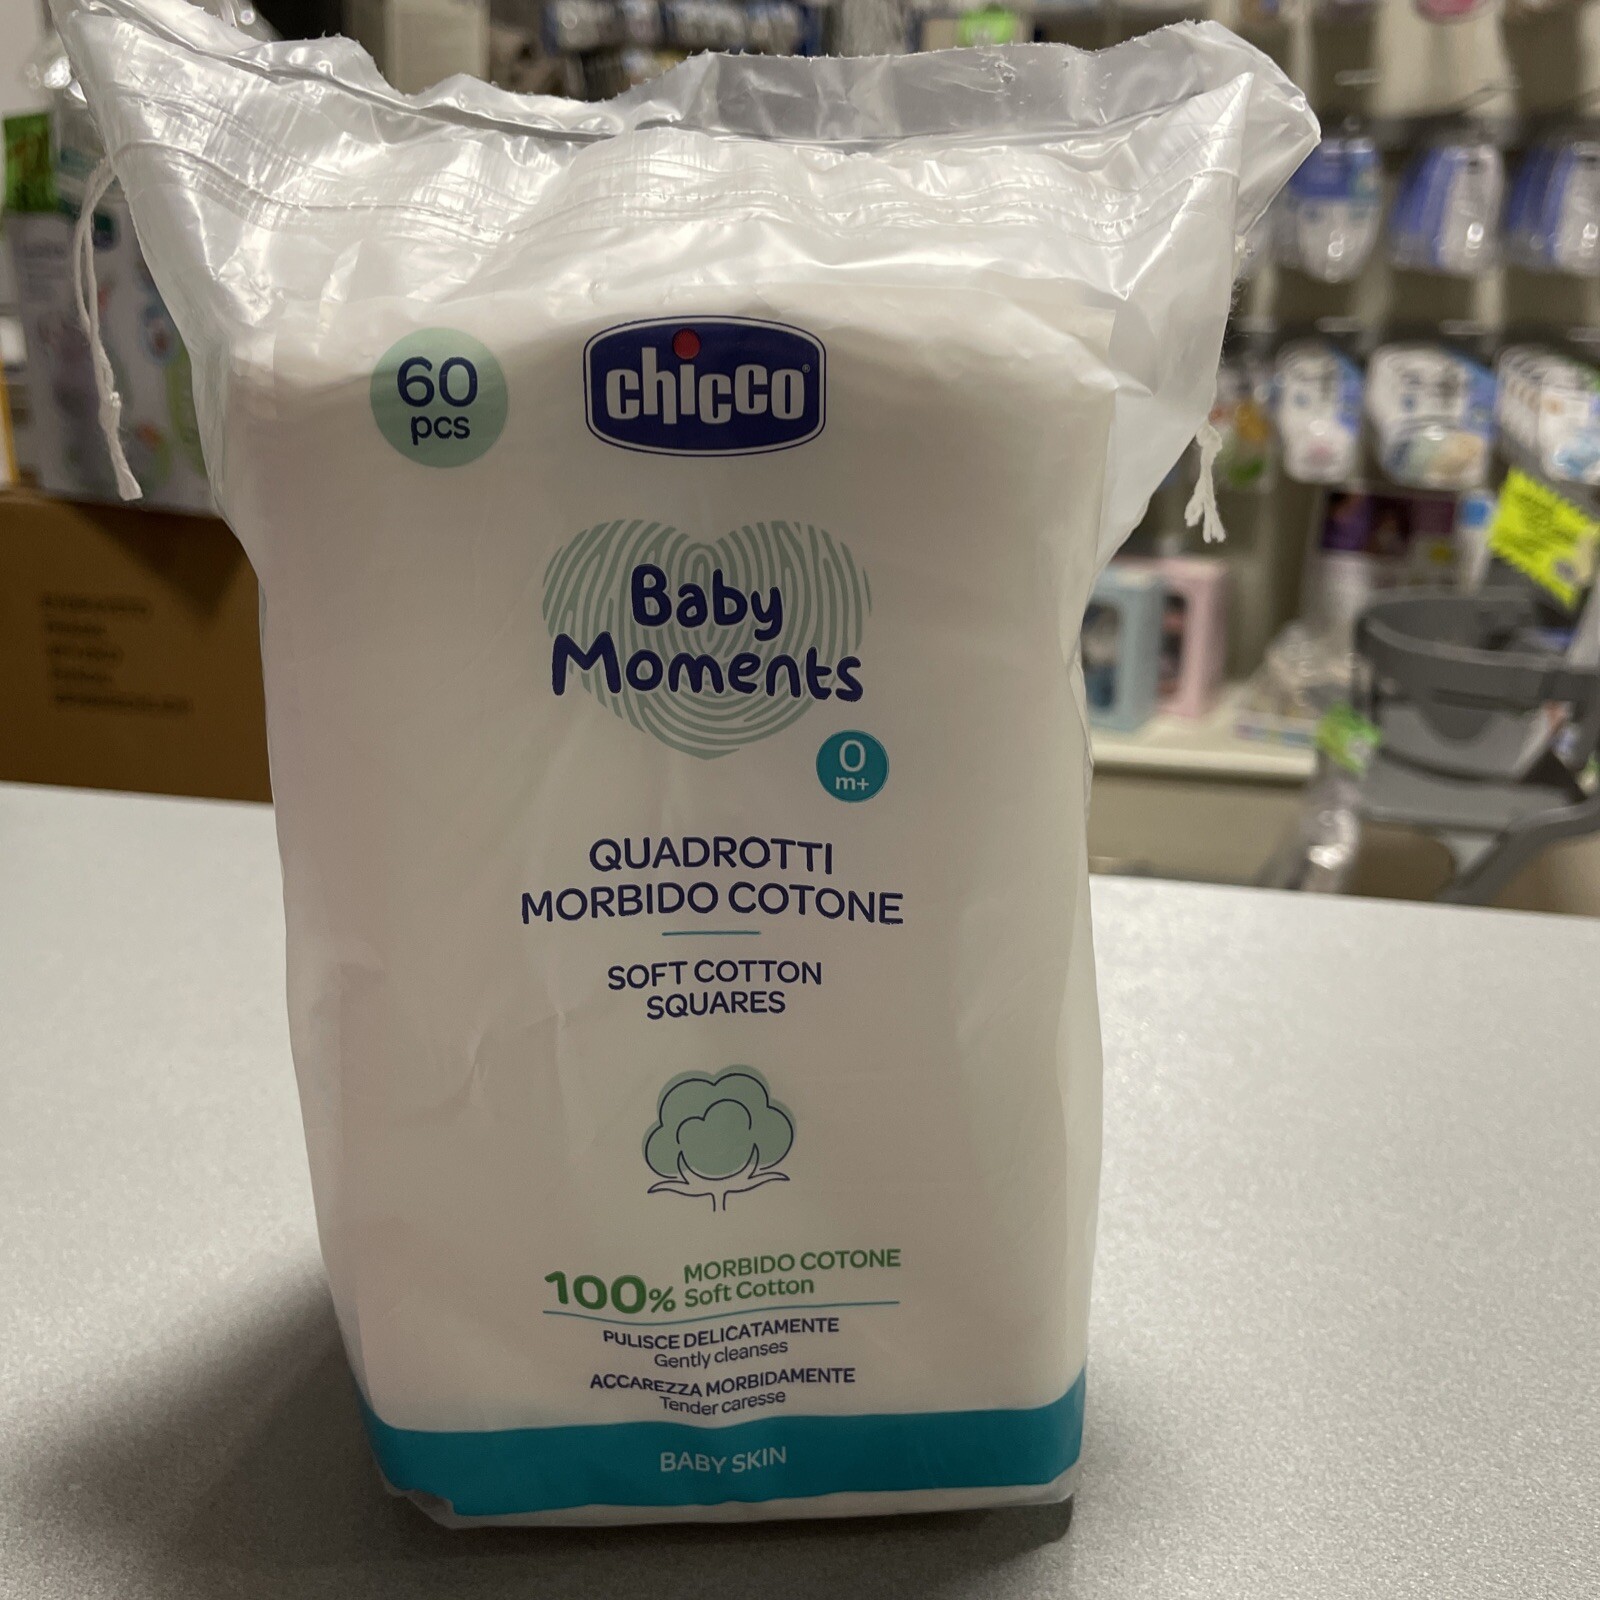 60
pcs
chicco
Baby
Moments
0
m+
QUADROTTI
MORBIDO COTONE
SOFT COTTON
SQUARES
100% MORBIDO COTONE
Soft Cotton
PULISCE DELICATAMENTE
Gently cleanses
ACCAREZZA MORBIDAMENTE
Tender caresse
BABY SKIN